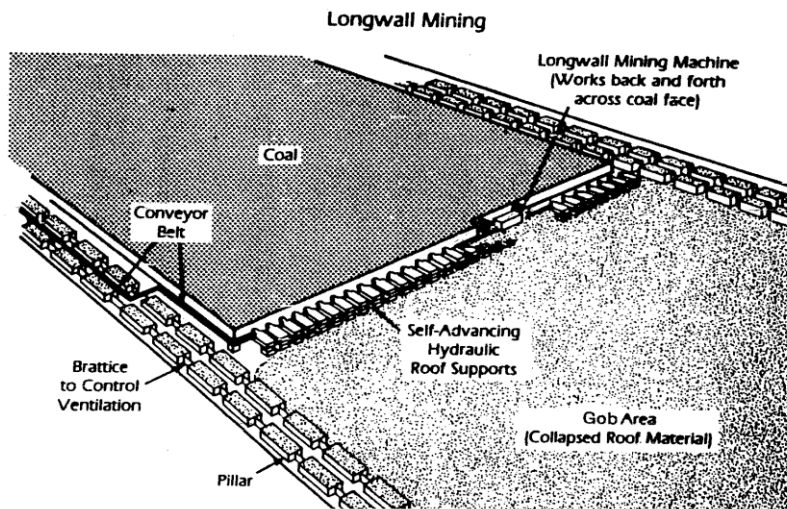 Longwall Mining
Longwall Mining Machine
(Works back and forth
across coal face)
Coal
Conveyor
Belt
Self-Advancing
Hydraulic
Roof Supports
Brattice
to Control
Ventilation
Gob Area
(Collapsed Roof Material)
Pillar